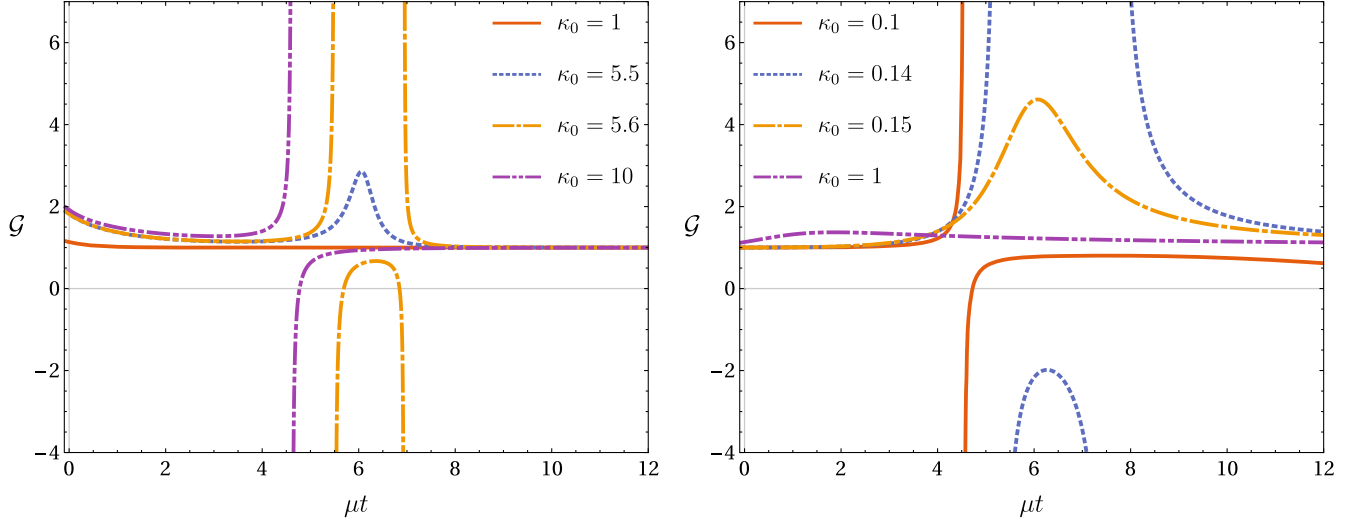 κ₀ = 1
κ₀ = 5.5
κ₀ = 5.6
κ₀ = 10
6
4
2
0
−2
−4
𝒢
0 2 4 6 8 10 12
μt
κ₀ = 0.1
κ₀ = 0.14
κ₀ = 0.15
κ₀ = 1
6
4
2
0
−2
−4
𝒢
0 2 4 6 8 10 12
μt